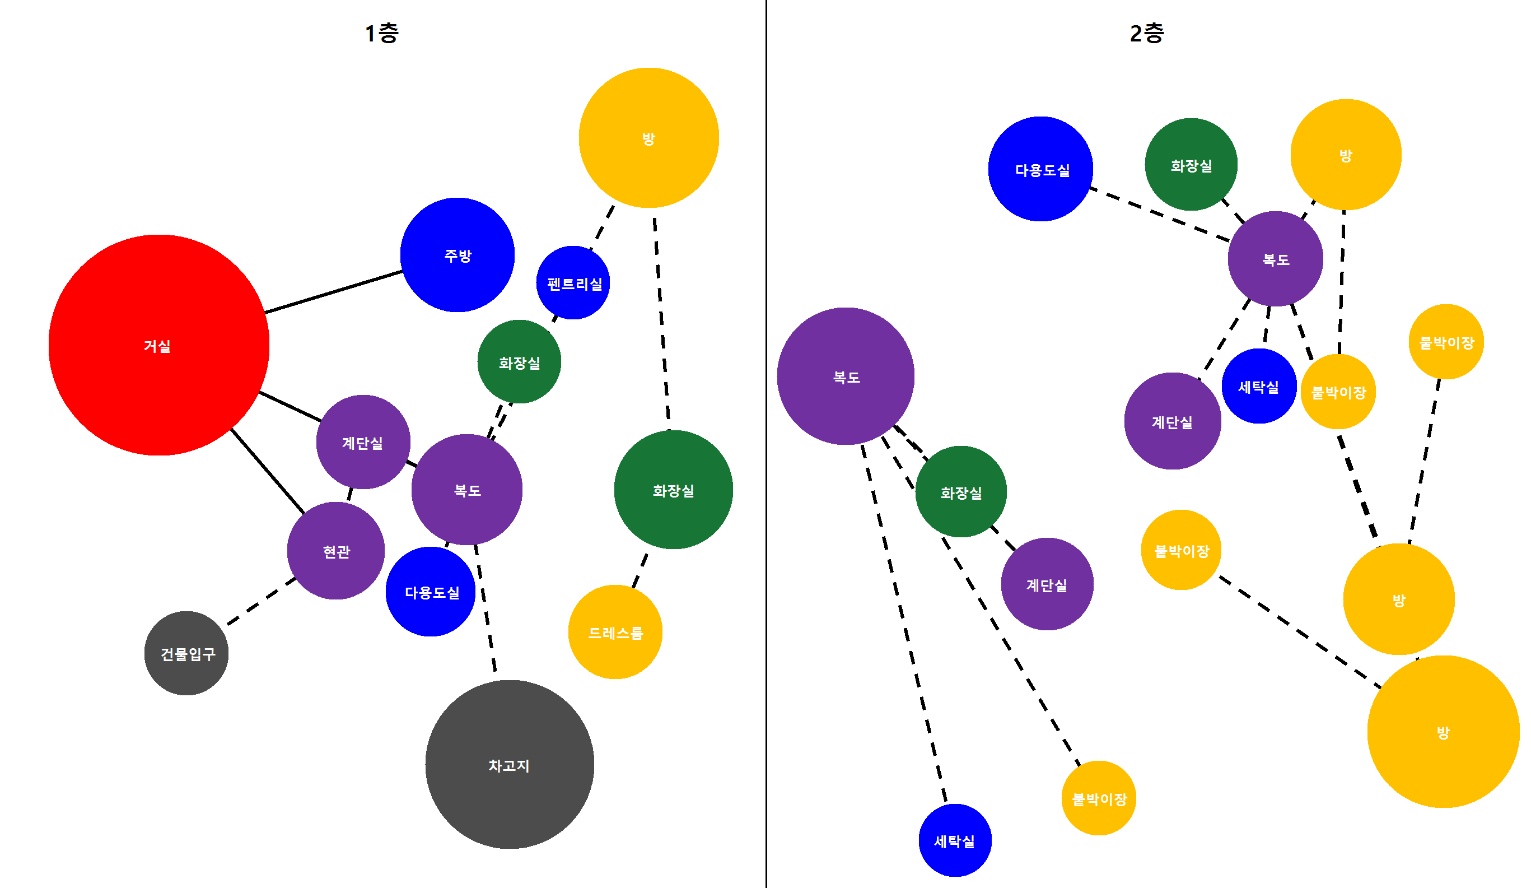 1층
방
주방
펜트리실
거실
화장실
계단실
복도
화장실
현관
다용도실
드레스룸
건물입구
차고지
2층
다용도실
화장실
방
복도
붙박이장
복도
세탁실
붙박이장
계단실
화장실
붙박이장
계단실
방
방
붙박이장
세탁실